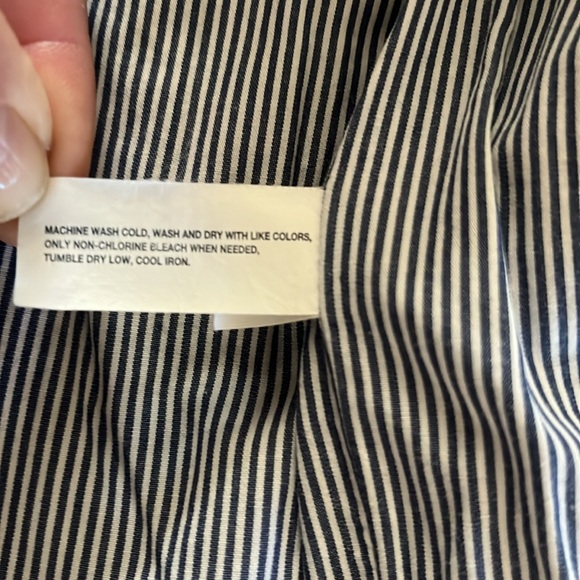 MACHINE WASH COLD, WASH AND DRY WITH LIKE COLORS,
ONLY NON-CHLORINE BLEACH WHEN NEEDED,
TUMBLE DRY LOW, COOL IRON.